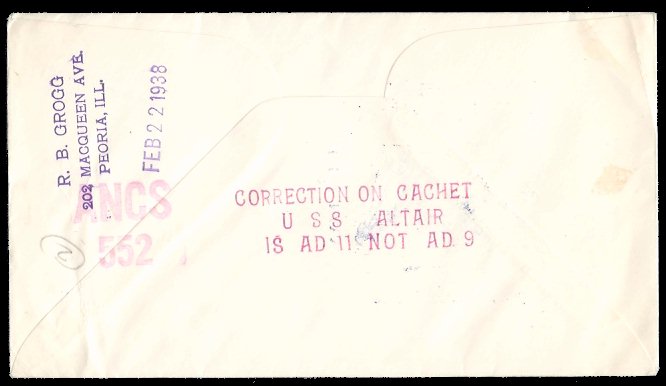 R. B. GROGG
202 MACQUEEN AVE.
PEORIA, ILL.
FEB 22 1938
ANCS
552
CORRECTION ON CACHET
U S S ALTAIR
IS AD 11 NOT AD 9
2